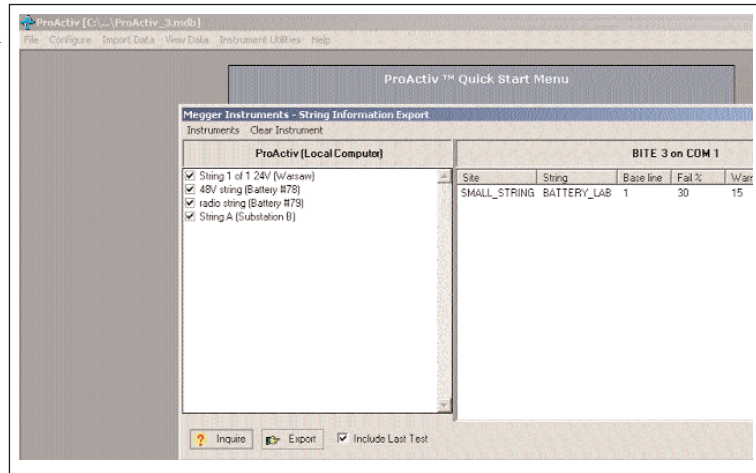 ProActiv [C:\...\ProActiv_3.mdb]
File Configure Import Data View Data Instrument Utilities Help
ProActiv ™ Quick Start Menu
Megger Instruments - String Information Export
Instruments Clear Instrument
ProActiv (Local Computer)
BITE 3 on COM 1
String 1 of 1 24V (Warsaw)
48V string (Battery #78)
radio string (Battery #79)
String A (Substation B)
Site String Base line Fail % Warr
SMALL_STRING BATTERY_LAB 1 30 15
? Inquire Export Include Last Test